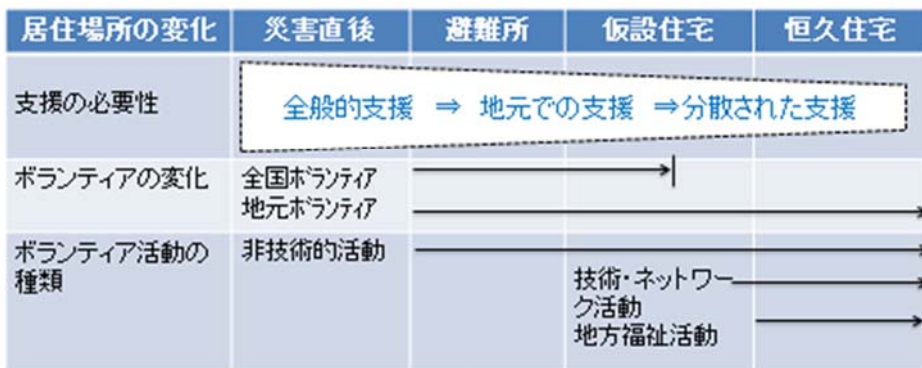 居住場所の変化 災害直後 避難所 仮設住宅 恒久住宅
支援の必要性 全般的支援 ⇒ 地元での支援 ⇒分散された支援
ボランティアの変化 全国ボランティア
地元ボランティア
ボランティア活動の 非技術的活動
種類 技術・ネットワー
ク活動
地方福祉活動